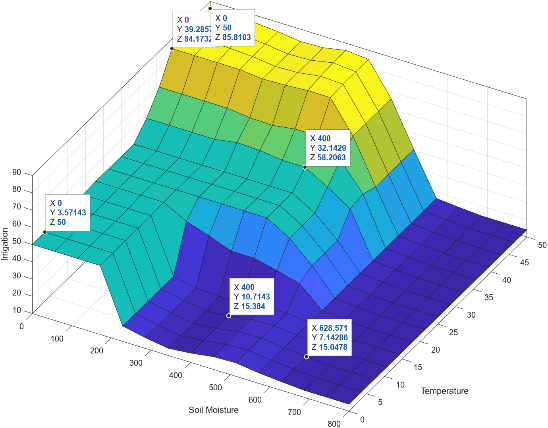 X 0
Y 39.2857
Z 84.1732
X 0
Y 50
Z 85.8103
X 400
Y 32.1429
Z 58.2063
X 0
Y 3.57143
Z 50
X 400
Y 10.7143
Z 15.384
X 628.571
Y 7.14286
Z 15.0478
90
80
70
60
50
40
30
20
10
Irrigation
0
100
200
300
400
500
600
700
800
Soil Moisture
0
5
10
15
20
25
30
35
40
45
50
Temperature